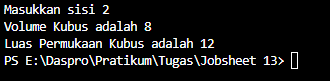 Masukkan sisi 2
Volume Kubus adalah 8
Luas Permukaan Kubus adalah 12
PS E:\Daspro\Pratikum\Tugas\Jobsheet 13>